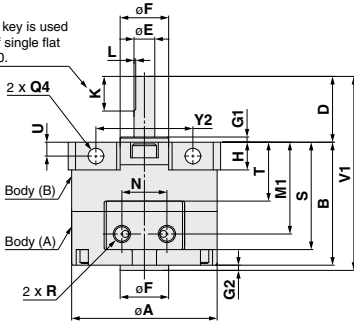 key is used
f single flat
0.
2 x Q4
Body (B)
Body (A)
2 x R
øF
øE
L
K
U
Y2
G1
H
T
M1
S
D
B
V1
N
G2
øF
øA